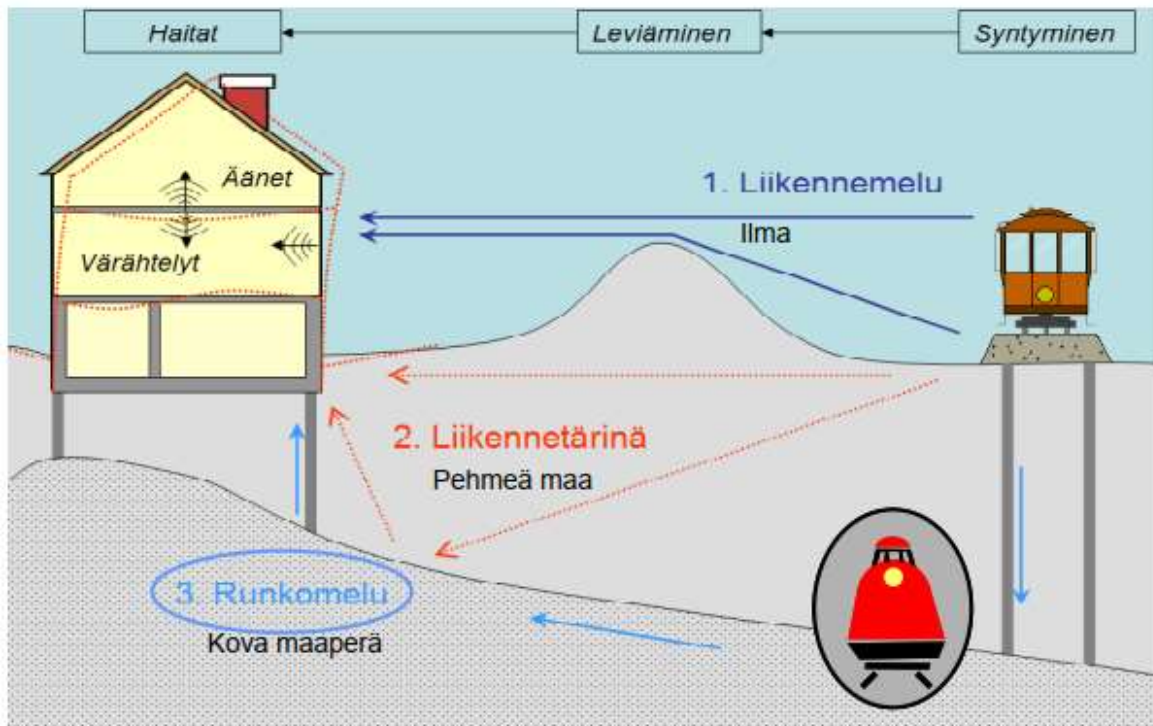 Haitat
Leviäminen
Syntyminen
1. Liikennemelu
Ilma
Äänet
Värähtelyt
2. Liikennetärinä
Pehmeä maa
3. Runkomelu
Kova maaperä